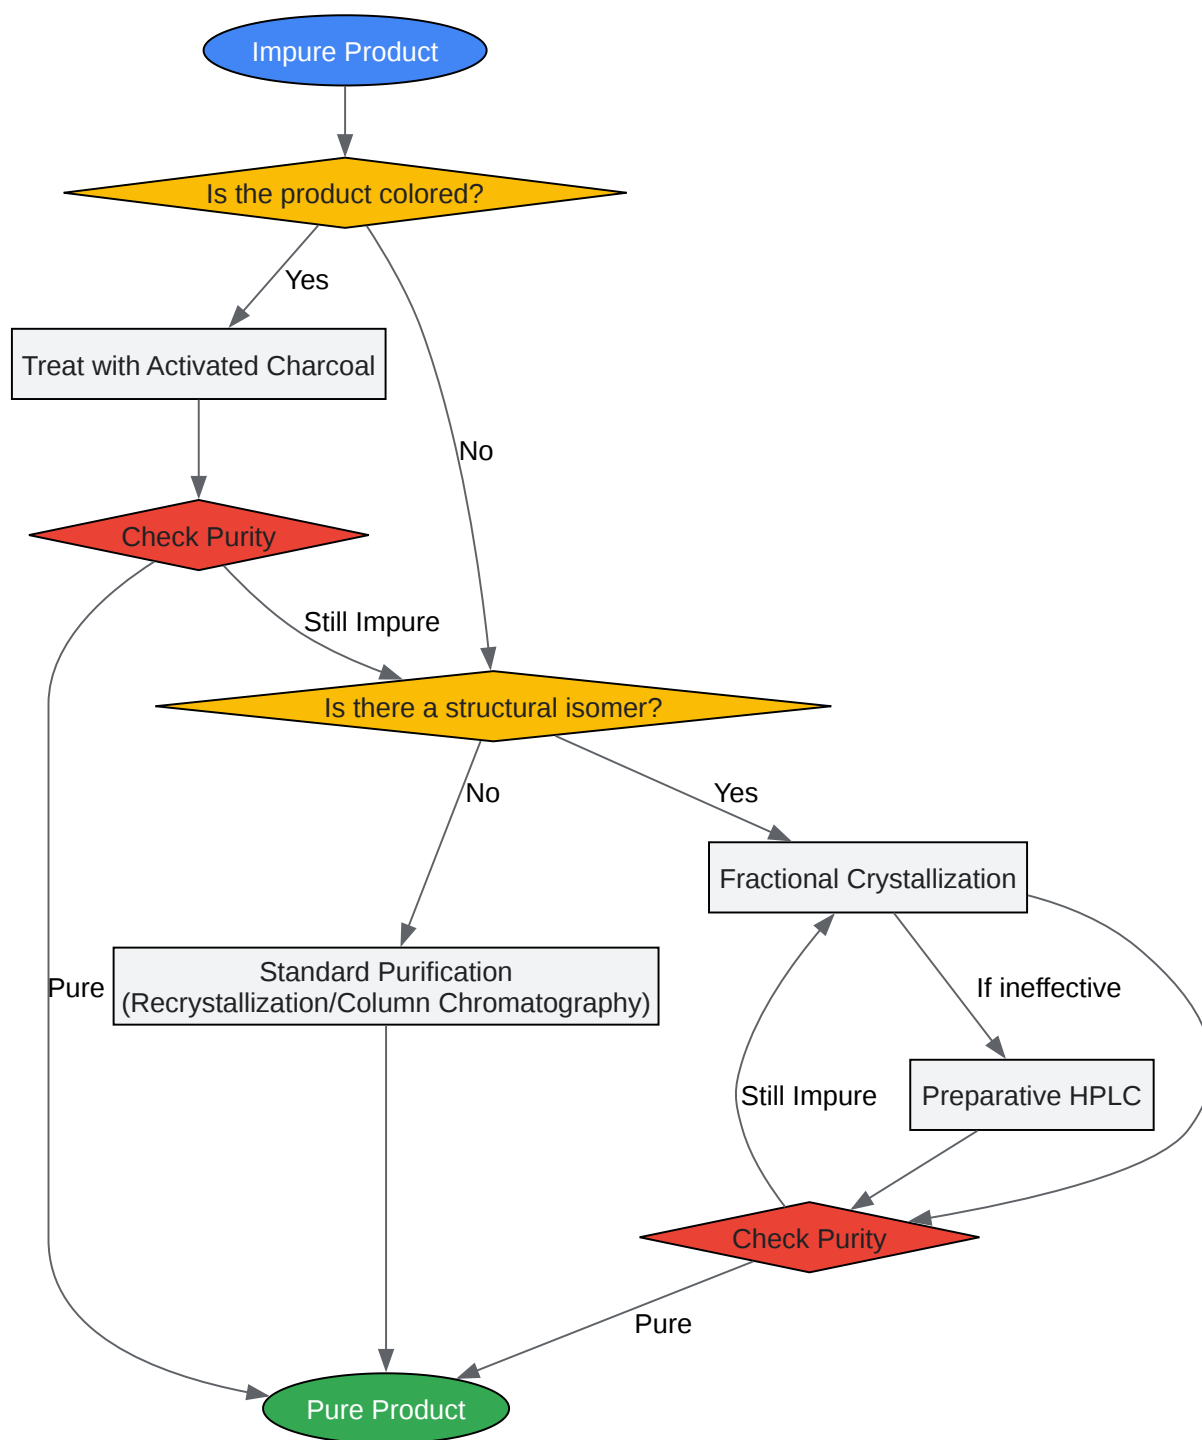 Impure Product
Is the product colored?
Yes
Treat with Activated Charcoal
No
Check Purity
Still Impure
Is there a structural isomer?
No
Yes
Fractional Crystallization
Standard Purification
(Recrystallization/Column Chromatography)
Pure
If ineffective
Still Impure
Preparative HPLC
Check Purity
Pure
Pure Product